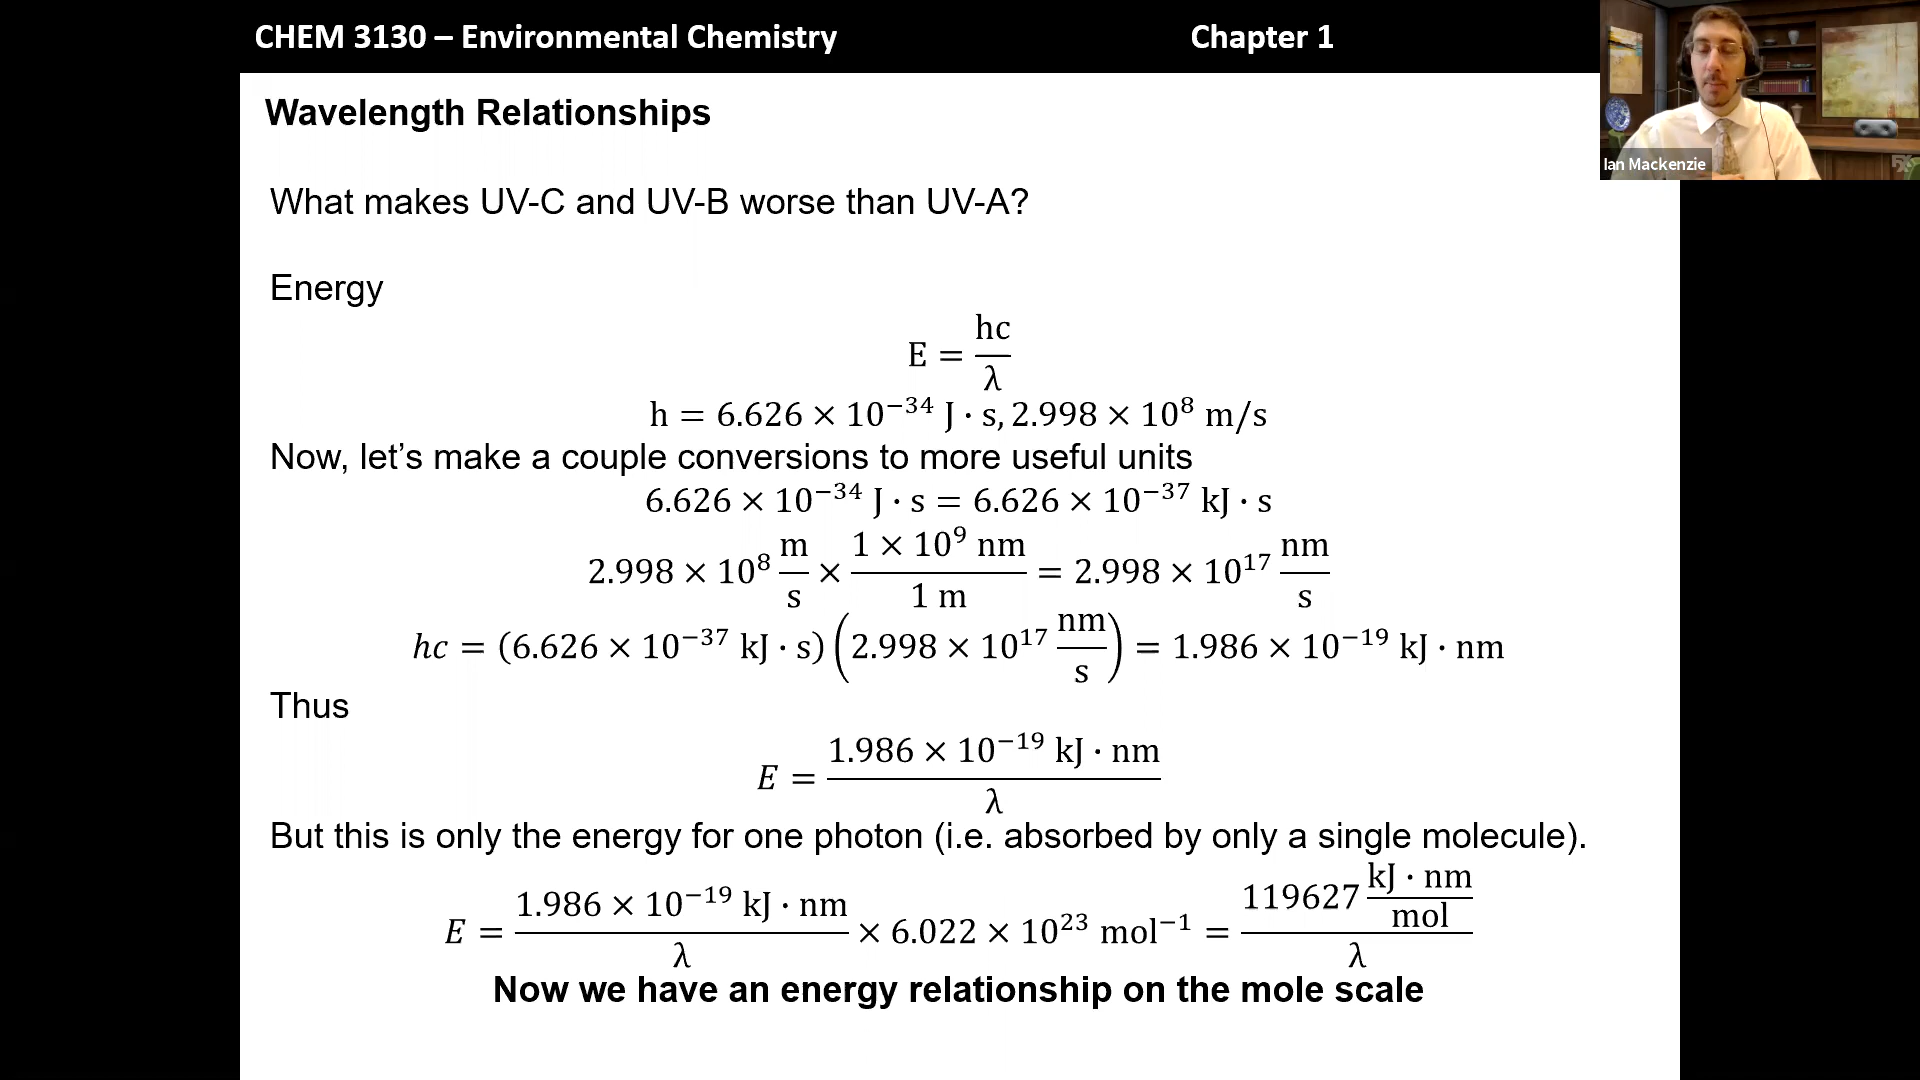 CHEM 3130 – Environmental Chemistry Chapter 1
Ian Mackenzie
Wavelength Relationships
What makes UV-C and UV-B worse than UV-A?
Energy
E = hc/λ
h = 6.626 × 10⁻³⁴ J · s, 2.998 × 10⁸ m/s
Now, let’s make a couple conversions to more useful units
6.626 × 10⁻³⁴ J · s = 6.626 × 10⁻³⁷ kJ · s
2.998 × 10⁸ m/s × 1 × 10⁹ nm/1 m = 2.998 × 10¹⁷ nm/s
hc = (6.626 × 10⁻³⁷ kJ · s)(2.998 × 10¹⁷ nm/s) = 1.986 × 10⁻¹⁹ kJ · nm
Thus
E = 1.986 × 10⁻¹⁹ kJ · nm/λ
But this is only the energy for one photon (i.e. absorbed by only a single molecule).
E = 1.986 × 10⁻¹⁹ kJ · nm/λ × 6.022 × 10²³ mol⁻¹ = 119627 kJ · nm/mol/λ
Now we have an energy relationship on the mole scale